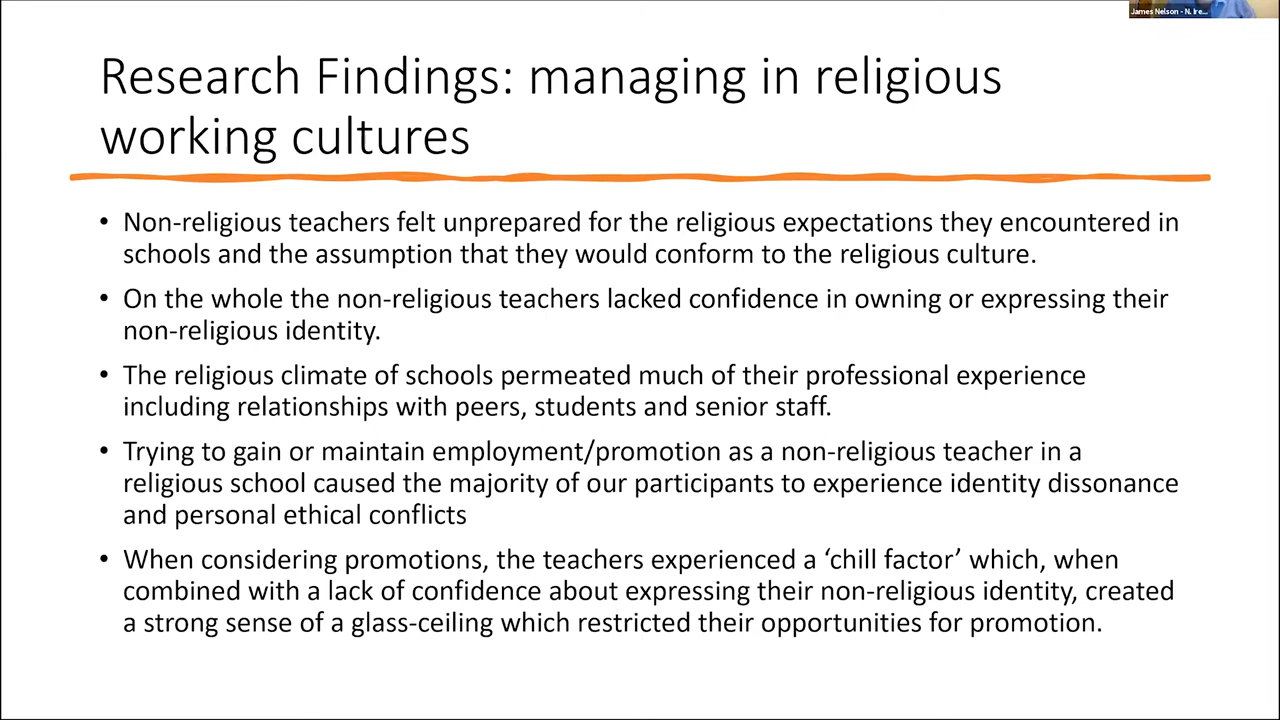 James Nelson - N. Ire...
Research Findings: managing in religious
working cultures
• Non-religious teachers felt unprepared for the religious expectations they encountered in
schools and the assumption that they would conform to the religious culture.
• On the whole the non-religious teachers lacked confidence in owning or expressing their
non-religious identity.
• The religious climate of schools permeated much of their professional experience
including relationships with peers, students and senior staff.
• Trying to gain or maintain employment/promotion as a non-religious teacher in a
religious school caused the majority of our participants to experience identity dissonance
and personal ethical conflicts
• When considering promotions, the teachers experienced a ‘chill factor’ which, when
combined with a lack of confidence about expressing their non-religious identity, created
a strong sense of a glass-ceiling which restricted their opportunities for promotion.